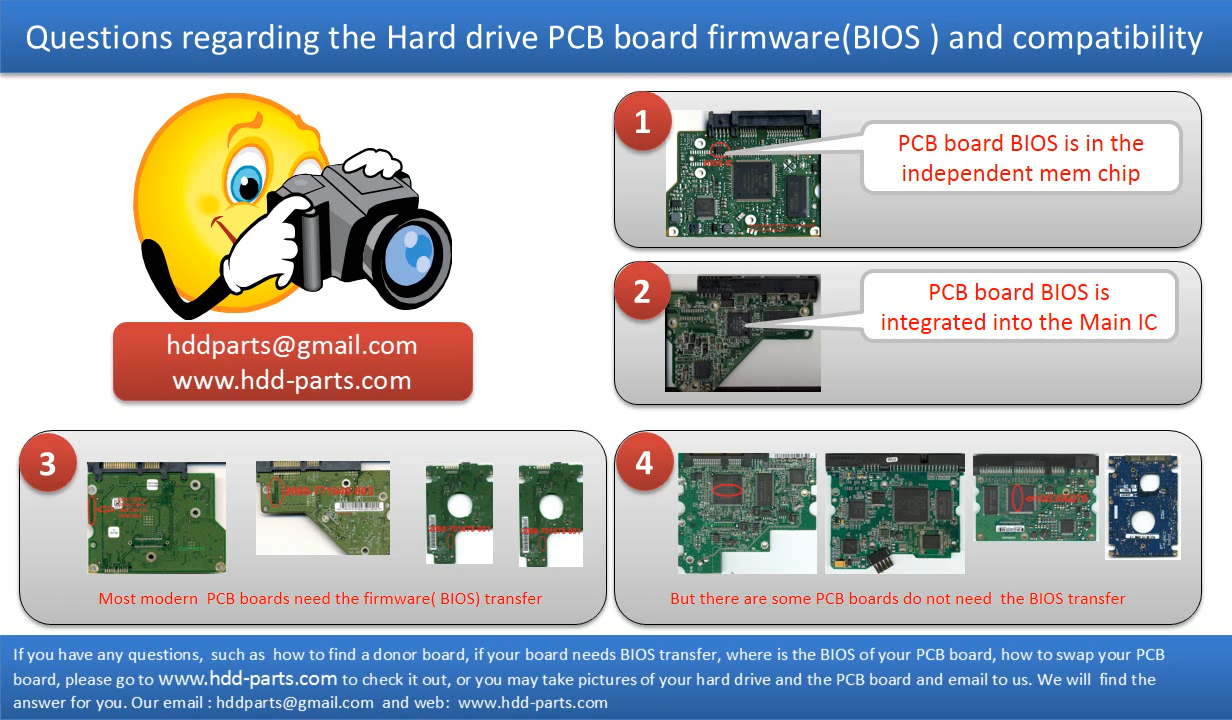 Questions regarding the Hard drive PCB board firmware(BIOS ) and compatibility
hddparts@gmail.com
www.hdd-parts.com
1
PCB board BIOS is in the
independent mem chip
2
PCB board BIOS is
integrated into the Main IC
3
Most modern PCB boards need the firmware( BIOS) transfer
4
But there are some PCB boards do not need the BIOS transfer
If you have any questions, such as how to find a donor board, if your board needs BIOS transfer, where is the BIOS of your PCB board, how to swap your PCB
board, please go to www.hdd-parts.com to check it out, or you may take pictures of your hard drive and the PCB board and email to us. We will find the
answer for you. Our email : hddparts@gmail.com and web: www.hdd-parts.com